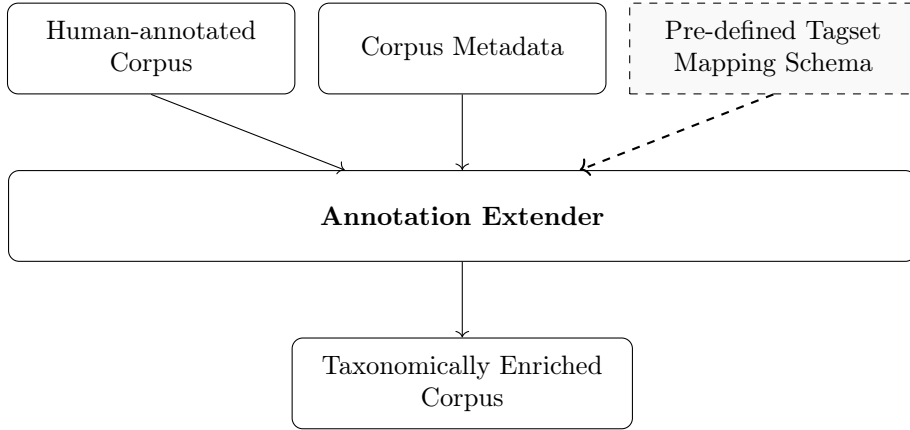 Human-annotated
Corpus
Corpus Metadata
Pre-defined Tagset
Mapping Schema
Annotation Extender
Taxonomically Enriched
Corpus